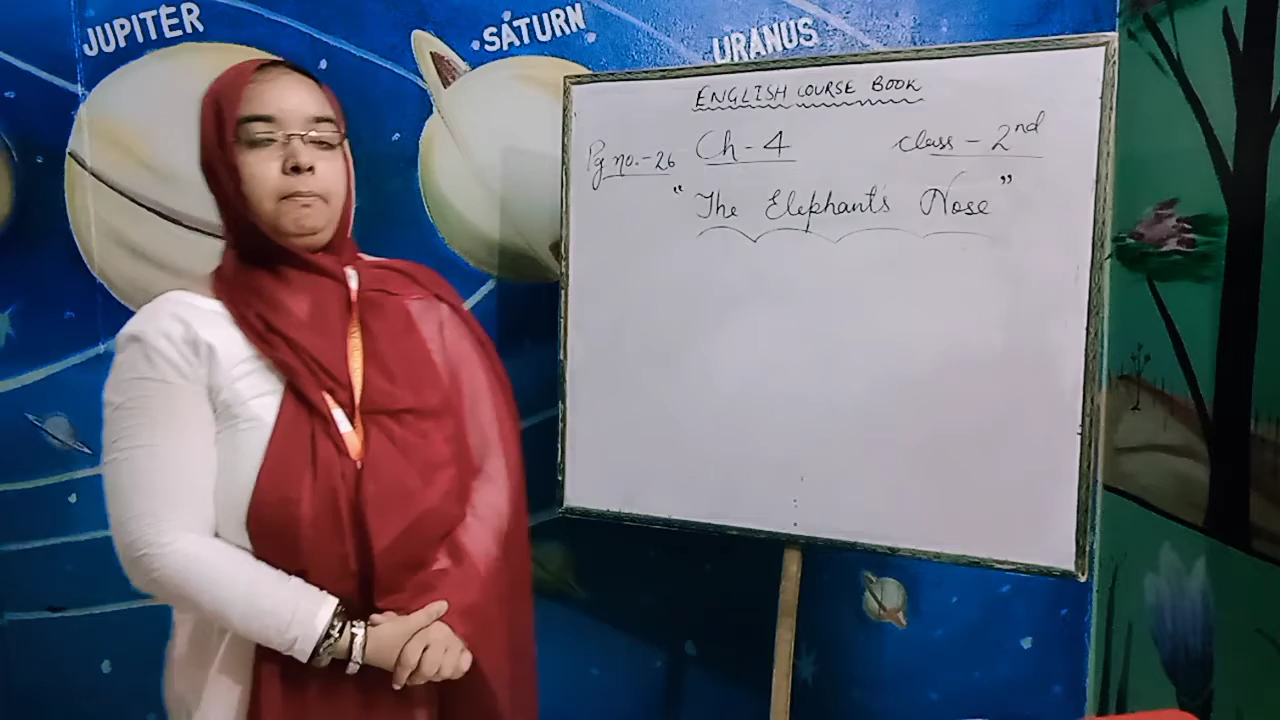 JUPITER
SATURN
URANUS
ENGLISH COURSE BOOK
Pg no.-26 Ch-4 class-2nd
"The Elephant's Nose"